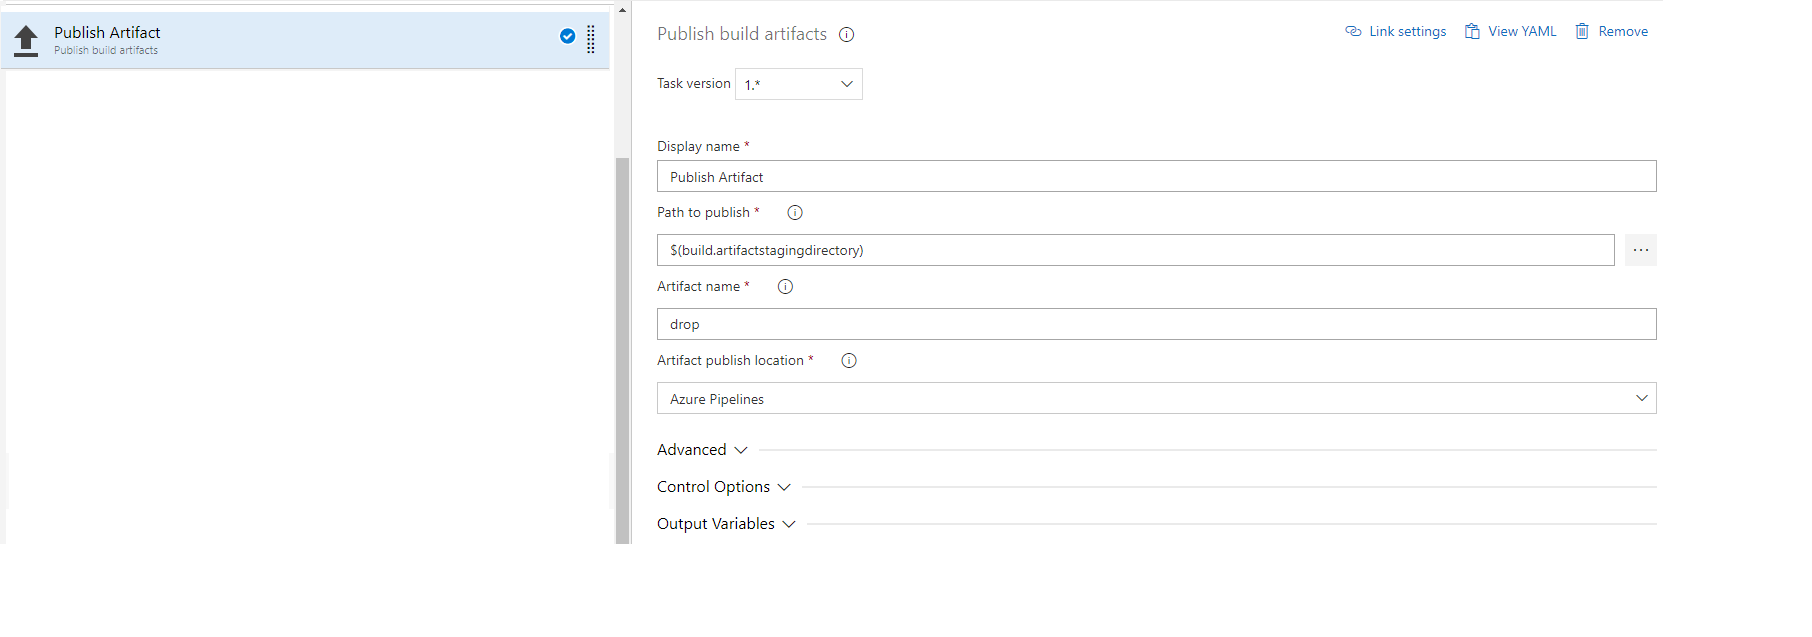 Publish Artifact
Publish build artifacts
Publish build artifacts
Link settings
View YAML
Remove
Task version 1.*
Display name *
Publish Artifact
Path to publish *
$(build.artifactstagingdirectory)
Artifact name *
drop
Artifact publish location *
Azure Pipelines
Advanced
Control Options
Output Variables